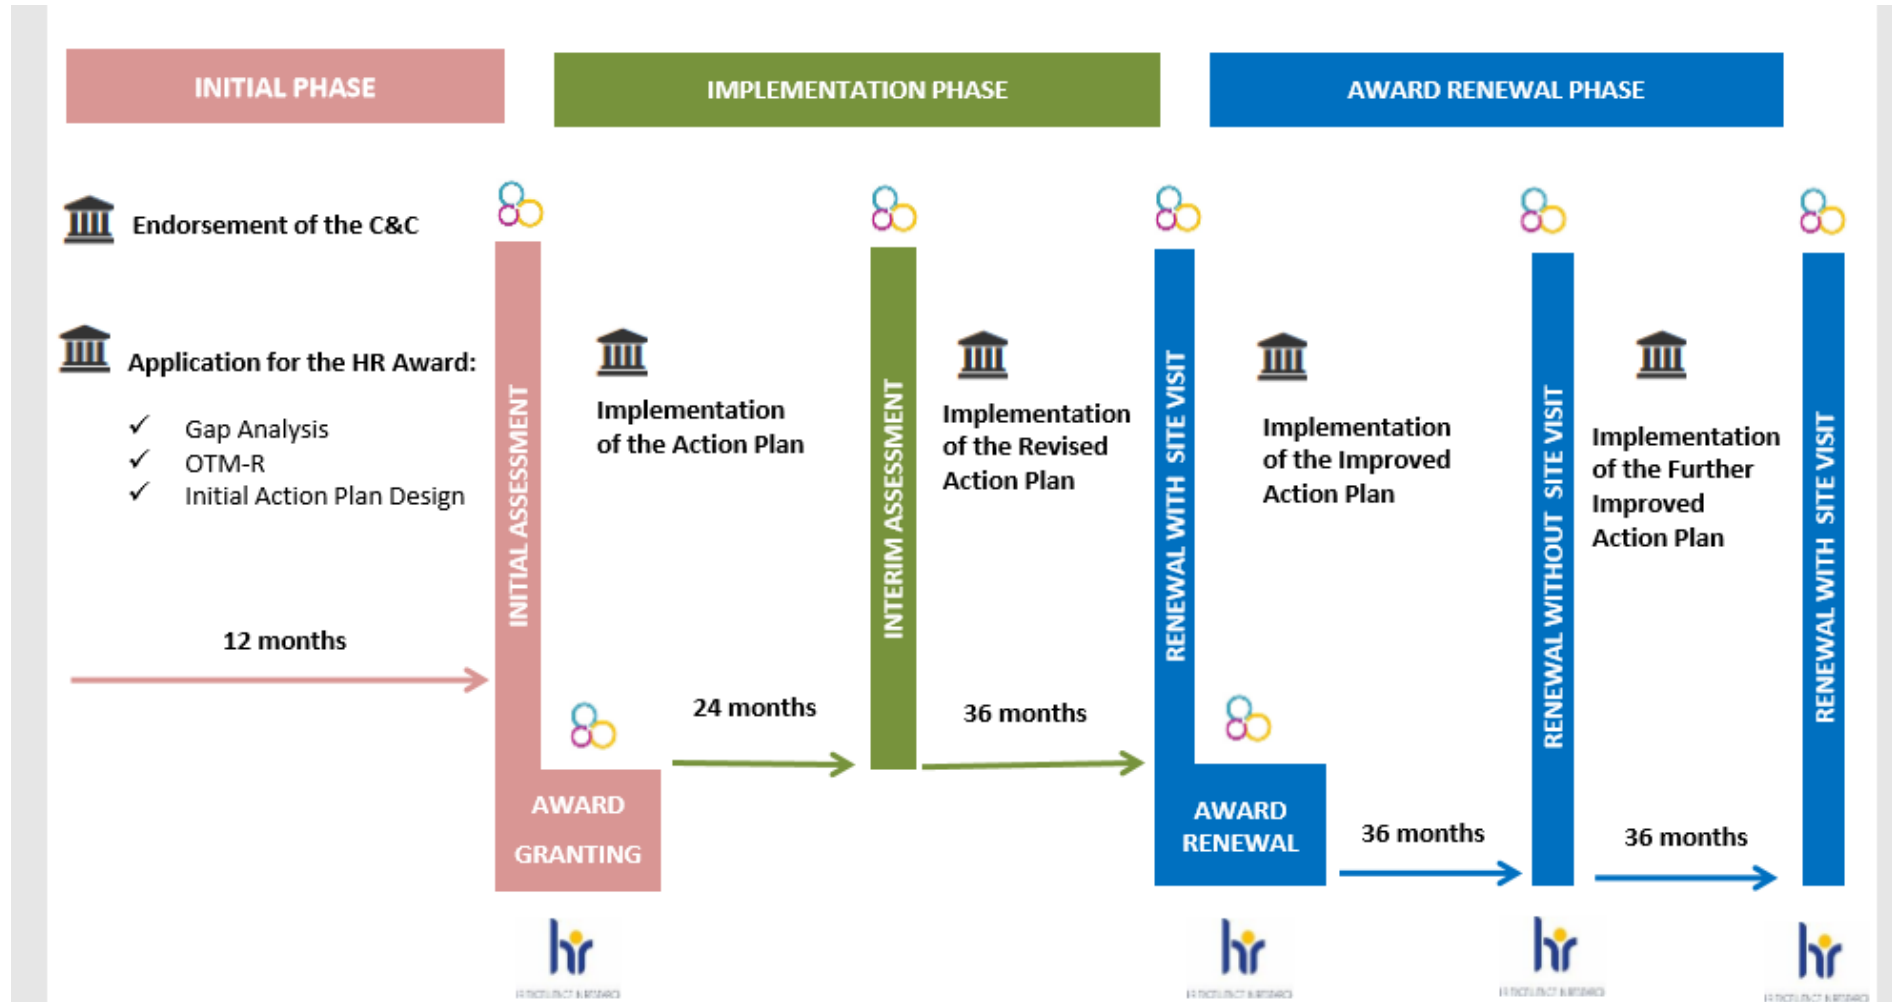 INITIAL PHASE
IMPLEMENTATION PHASE
AWARD RENEWAL PHASE
Endorsement of the C&C
Application for the HR Award:
✓ Gap Analysis
✓ OTM-R
✓ Initial Action Plan Design
12 months
INITIAL ASSESSMENT
AWARD
GRANTING
Implementation
of the Action Plan
24 months
INTERIM ASSESSMENT
Implementation
of the Revised
Action Plan
36 months
RENEWAL WITH SITE VISIT
AWARD
RENEWAL
Implementation
of the Improved
Action Plan
36 months
RENEWAL WITHOUT SITE VISIT
Implementation
of the Further
Improved
Action Plan
36 months
RENEWAL WITH SITE VISIT
hr
hr
hr
hr